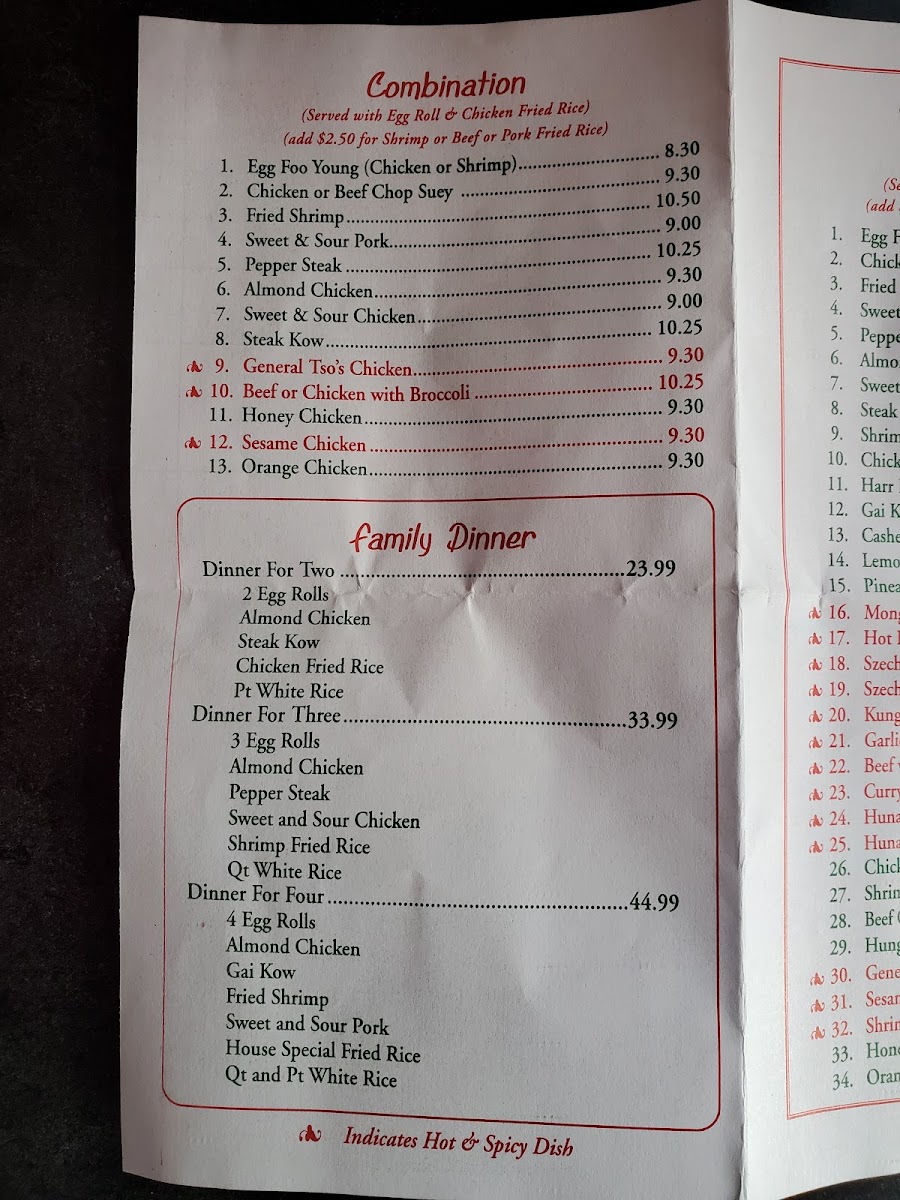 Combination
(Served with Egg Roll & Chicken Fried Rice)
(add $2.50 for Shrimp or Beef or Pork Fried Rice)
1. Egg Foo Young (Chicken or Shrimp) 8.30
2. Chicken or Beef Chop Suey 9.30
3. Fried Shrimp 10.50
4. Sweet & Sour Pork 9.00
5. Pepper Steak 10.25
6. Almond Chicken 9.30
7. Sweet & Sour Chicken 9.00
8. Steak Kow 10.25
9. General Tso's Chicken 9.30
10. Beef or Chicken with Broccoli 10.25
11. Honey Chicken 9.30
12. Sesame Chicken 9.30
13. Orange Chicken 9.30
Family Dinner
Dinner For Two 23.99
2 Egg Rolls
Almond Chicken
Steak Kow
Chicken Fried Rice
Pt White Rice
Dinner For Three 33.99
3 Egg Rolls
Almond Chicken
Pepper Steak
Sweet and Sour Chicken
Shrimp Fried Rice
Qt White Rice
Dinner For Four 44.99
4 Egg Rolls
Almond Chicken
Gai Kow
Fried Shrimp
Sweet and Sour Pork
House Special Fried Rice
Qt and Pt White Rice
Indicates Hot & Spicy Dish
(Se
(add
1. Egg F
2. Chick
3. Fried
4. Sweet
5. Peppe
6. Almo
7. Sweet
8. Steak
9. Shrim
10. Chick
11. Harr
12. Gai K
13. Cashe
14. Lemo
15. Pinea
16. Mong
17. Hot
18. Szech
19. Szech
20. Kung
21. Garli
22. Beef
23. Curry
24. Huna
25. Huna
26. Chick
27. Shrim
28. Beef
29. Hung
30. Gene
31. Sesam
32. Shrim
33. Hone
34. Oran